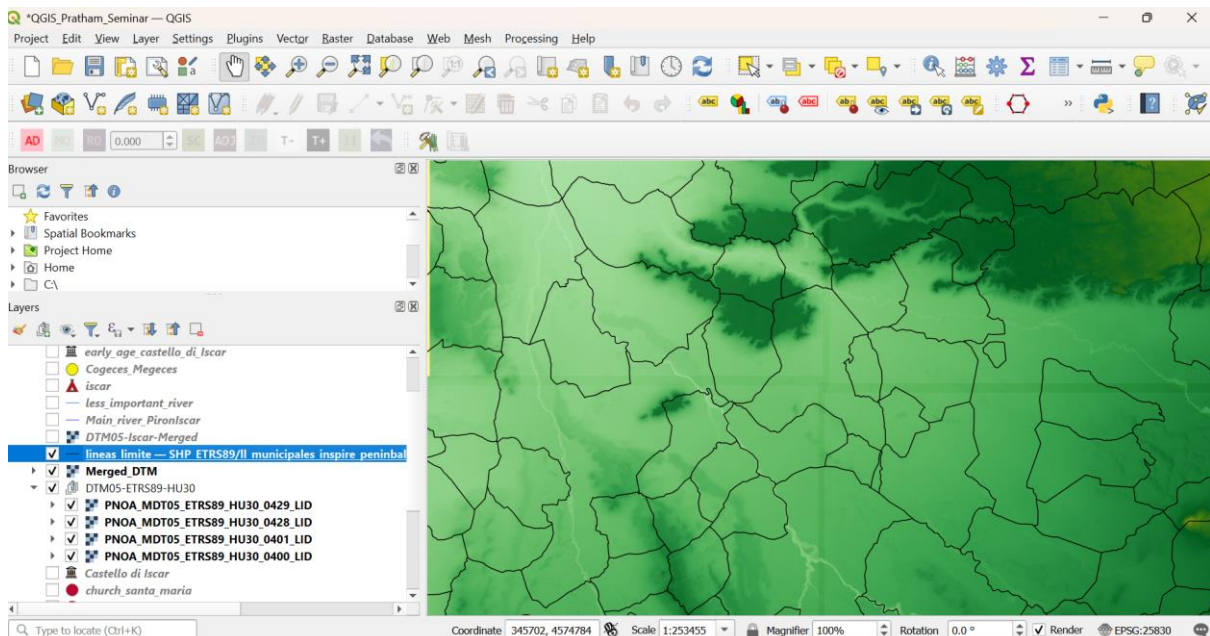 *QGIS_Pratham_Seminar — QGIS
Project Edit View Layer Settings Plugins Vector Raster Database Web Mesh Processing Help
AD 0.000 SC ADJ T- T+
Browser
Favorites
Spatial Bookmarks
Project Home
Home
C:\
Layers
early_age_castello_di_Iscar
Cogeces_Megeces
iscar
less_important_river
Main_river_PironIscar
DTM05-Iscar-Merged
lineas_limite — SHP_ETRS89/ll_municipales_inspire_peninbal
Merged_DTM
DTM05-ETRS89-HU30
PNOA_MDT05_ETRS89_HU30_0429_LID
PNOA_MDT05_ETRS89_HU30_0428_LID
PNOA_MDT05_ETRS89_HU30_0401_LID
PNOA_MDT05_ETRS89_HU30_0400_LID
Castello di Iscar
church_santa_maria
Type to locate (Ctrl+K) Coordinate 345702, 4574784 Scale 1:253455 Magnifier 100% Rotation 0.0 ° Render EPSG:25830